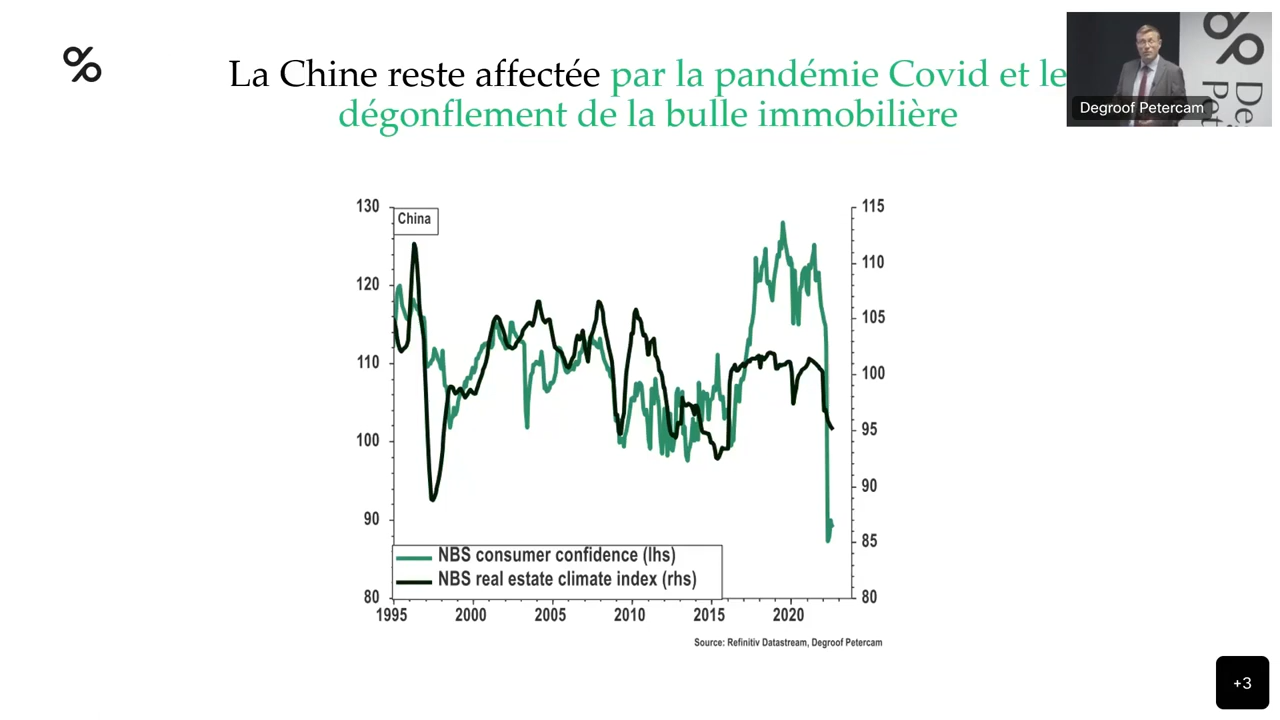 La Chine reste affectée par la pandémie Covid et le
dégonflement de la bulle immobilière
Degroof Petercam
130
120
110
100
90
80
China
115
110
105
100
95
90
85
80
NBS consumer confidence (lhs)
NBS real estate climate index (rhs)
1995 2000 2005 2010 2015 2020
Source: Refinitiv Datastream, Degroof Petercam
+3